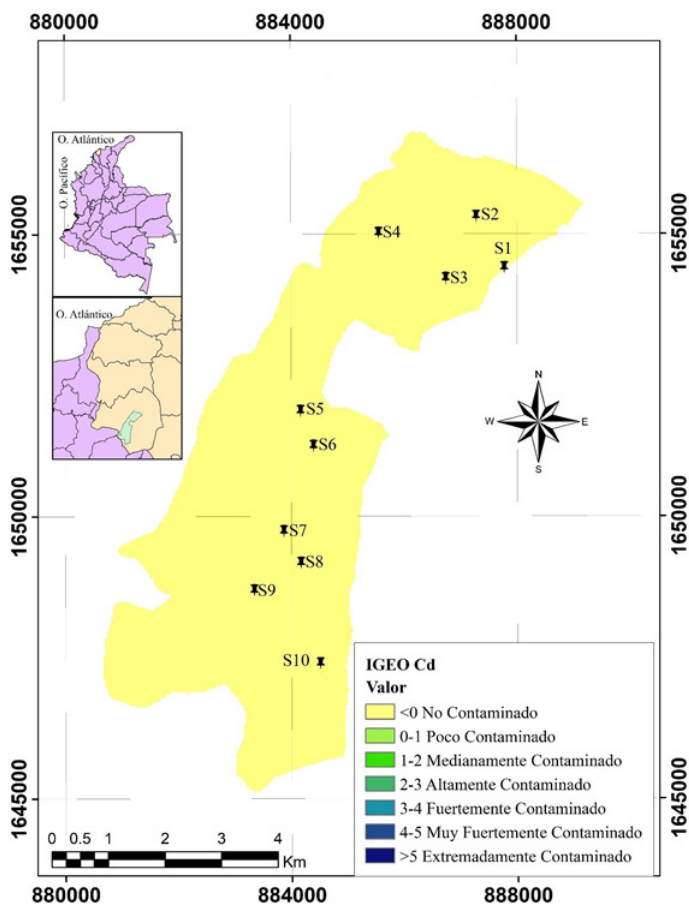 880000 884000 888000
O. Atlántico
O. Pacífico
O. Atlántico
1655000
1650000
1645000
1655000
1650000
1645000
S2
S4
S1
S3
S5
S6
S7
S8
S9
S10
N
W E
S
IGEO Cd
Valor
<0 No Contaminado
0-1 Poco Contaminado
1-2 Medianamente Contaminado
2-3 Altamente Contaminado
3-4 Fuertemente Contaminado
4-5 Muy Fuertemente Contaminado
>5 Extremadamente Contaminado
0 0.5 1 2 3 4
Km
880000 884000 888000